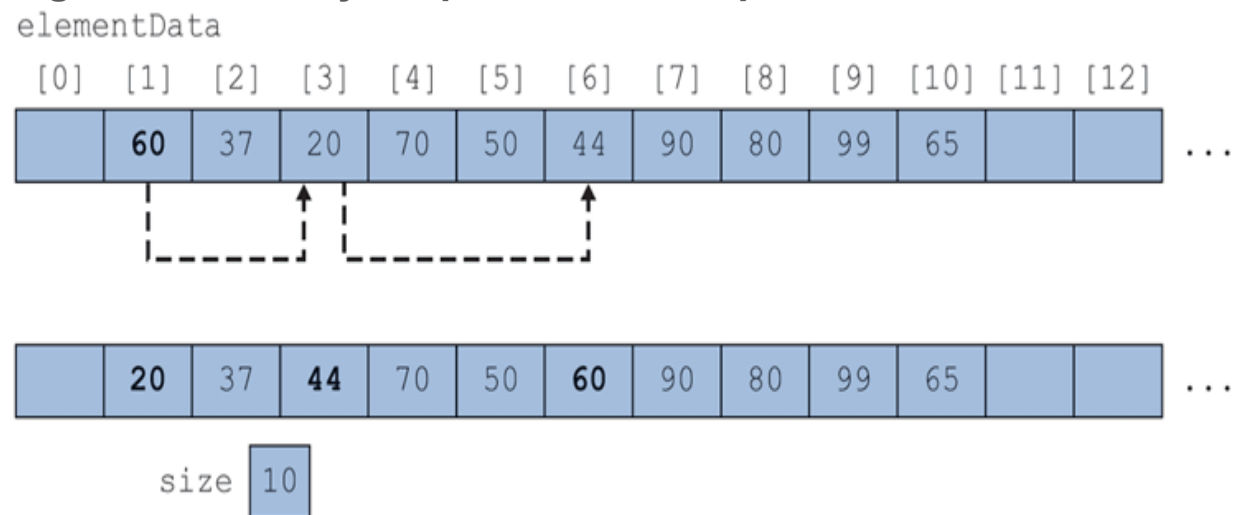 elementData
[0] [1] [2] [3] [4] [5] [6] [7] [8] [9] [10] [11] [12]
60 37 20 70 50 44 90 80 99 65 ...
20 37 44 70 50 60 90 80 99 65 ...
size 10